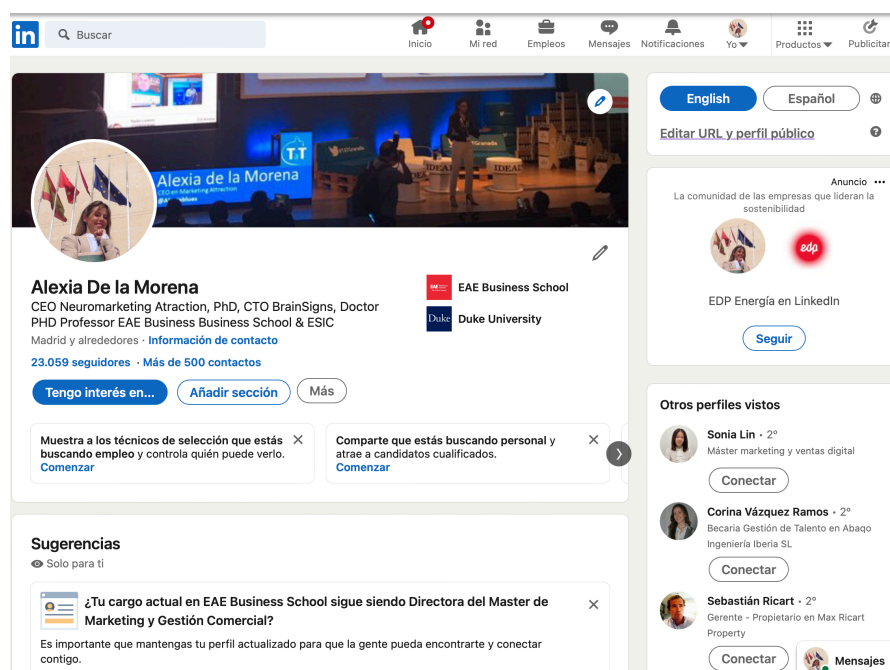 in
Buscar
Inicio
Mi red
Empleos
Mensajes
Notificaciones
Yo
Productos
Publicitar
TT
Alexia de la Morena
CEO en Marketing Attraction
IDEAL
IDEAL
Alexia De la Morena
CEO Neuromarketing Atraction, PhD, CTO BrainSigns, Doctor
PHD Professor EAE Business Business School & ESIC
Madrid y alrededores · Información de contacto
23.059 seguidores · Más de 500 contactos
EAE Business School
Duke
Duke University
Tengo interés en...
Añadir sección
Más
Muestra a los técnicos de selección que estás
buscando empleo y controla quién puede verlo.
Comenzar
Comparte que estás buscando personal y
atrae a candidatos cualificados.
Comenzar
Sugerencias
Solo para ti
¿Tu cargo actual en EAE Business School sigue siendo Directora del Master de
Marketing y Gestión Comercial?
Es importante que mantengas tu perfil actualizado para que la gente pueda encontrarte y conectar
contigo.
English
Español
Editar URL y perfil público
Anuncio
La comunidad de las empresas que lideran la
sostenibilidad
edp
EDP Energía en LinkedIn
Seguir
Otros perfiles vistos
Sonia Lin · 2º
Máster marketing y ventas digital
Conectar
Corina Vázquez Ramos · 2º
Becaria Gestión de Talento en Abaqo
Ingeniería Iberia SL
Conectar
Sebastián Ricart · 2º
Gerente - Propietario en Max Ricart
Property
Conectar
Mensajes